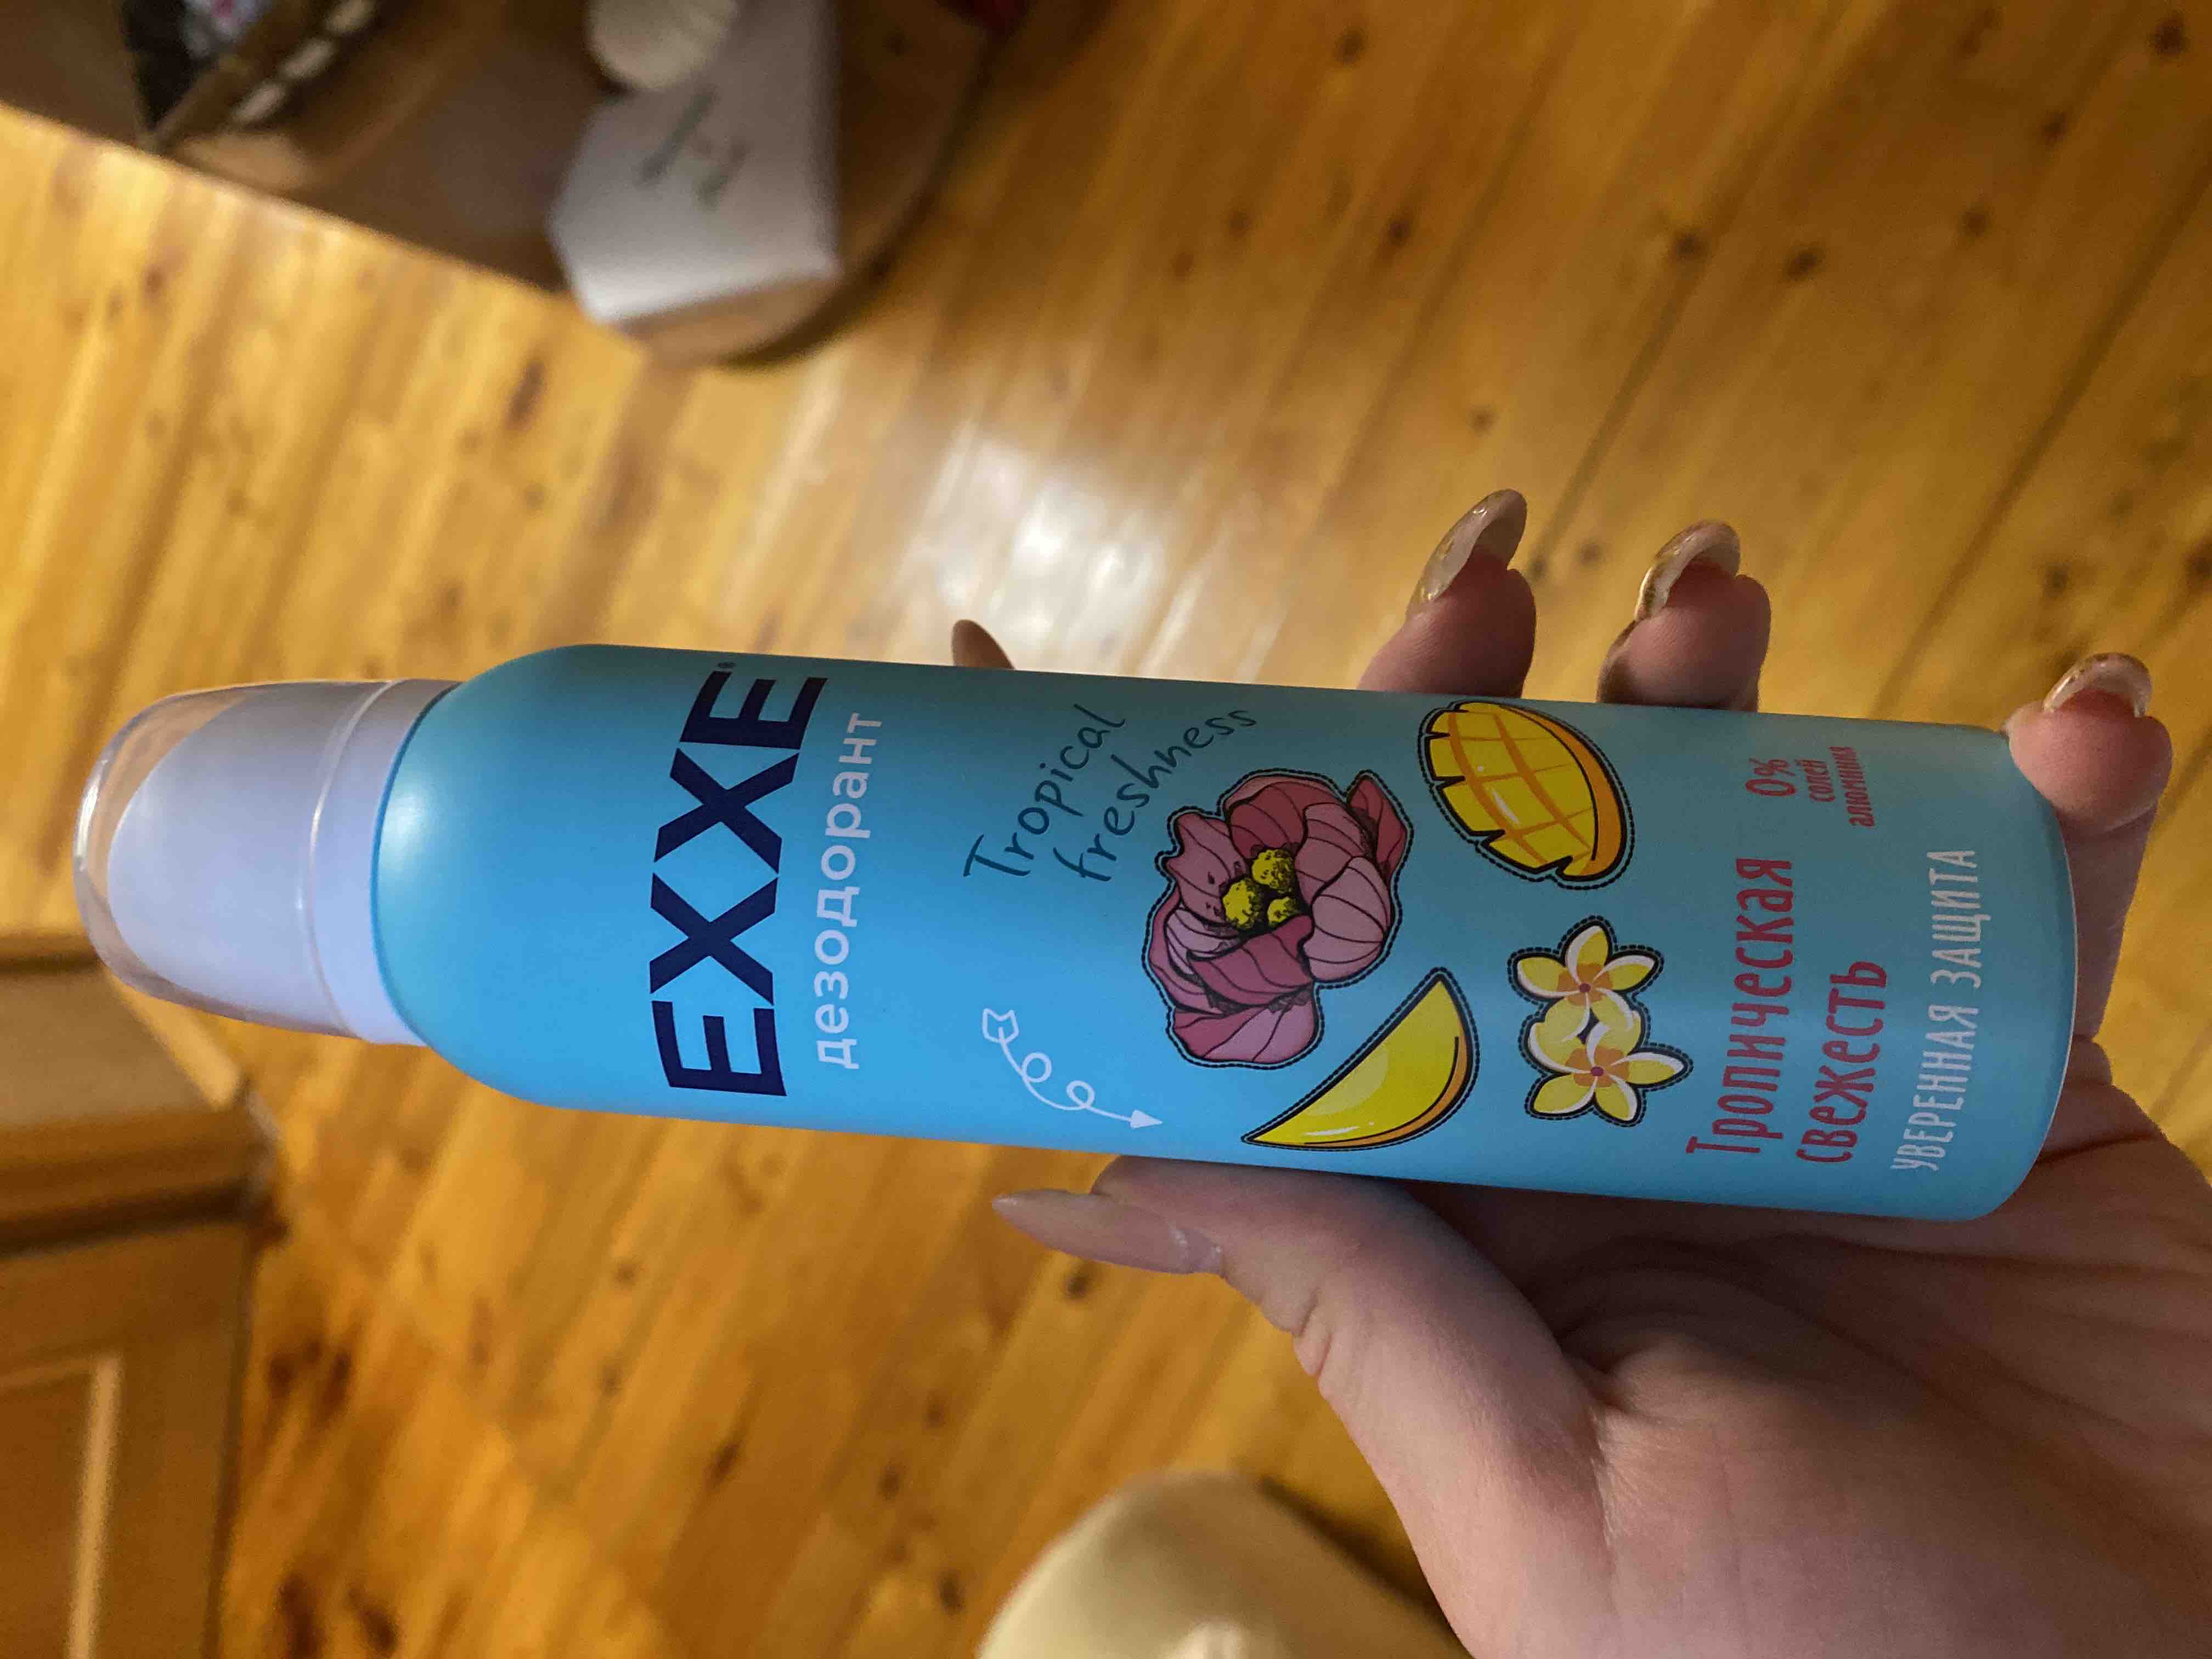 EXXE
дезодорант
Tropical
freshness
Тропическая
свежесть
0%
солей
алюминия
УВЕРЕННАЯ ЗАЩИТА